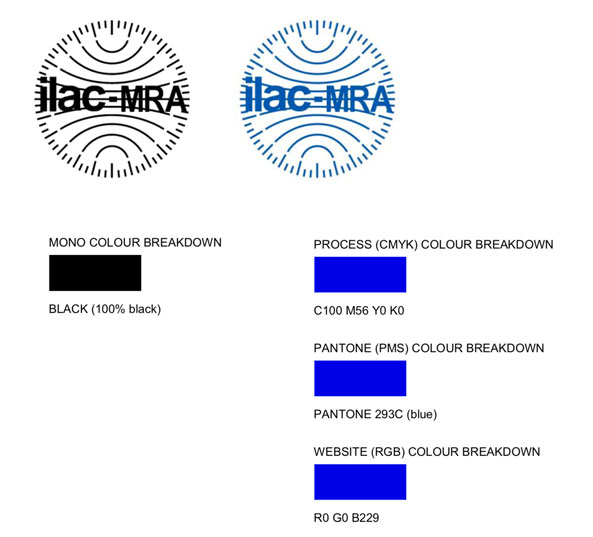 ilac-MRA
ilac-MRA
MONO COLOUR BREAKDOWN
BLACK (100% black)
PROCESS (CMYK) COLOUR BREAKDOWN
C100 M56 Y0 K0
PANTONE (PMS) COLOUR BREAKDOWN
PANTONE 293C (blue)
WEBSITE (RGB) COLOUR BREAKDOWN
R0 G0 B229